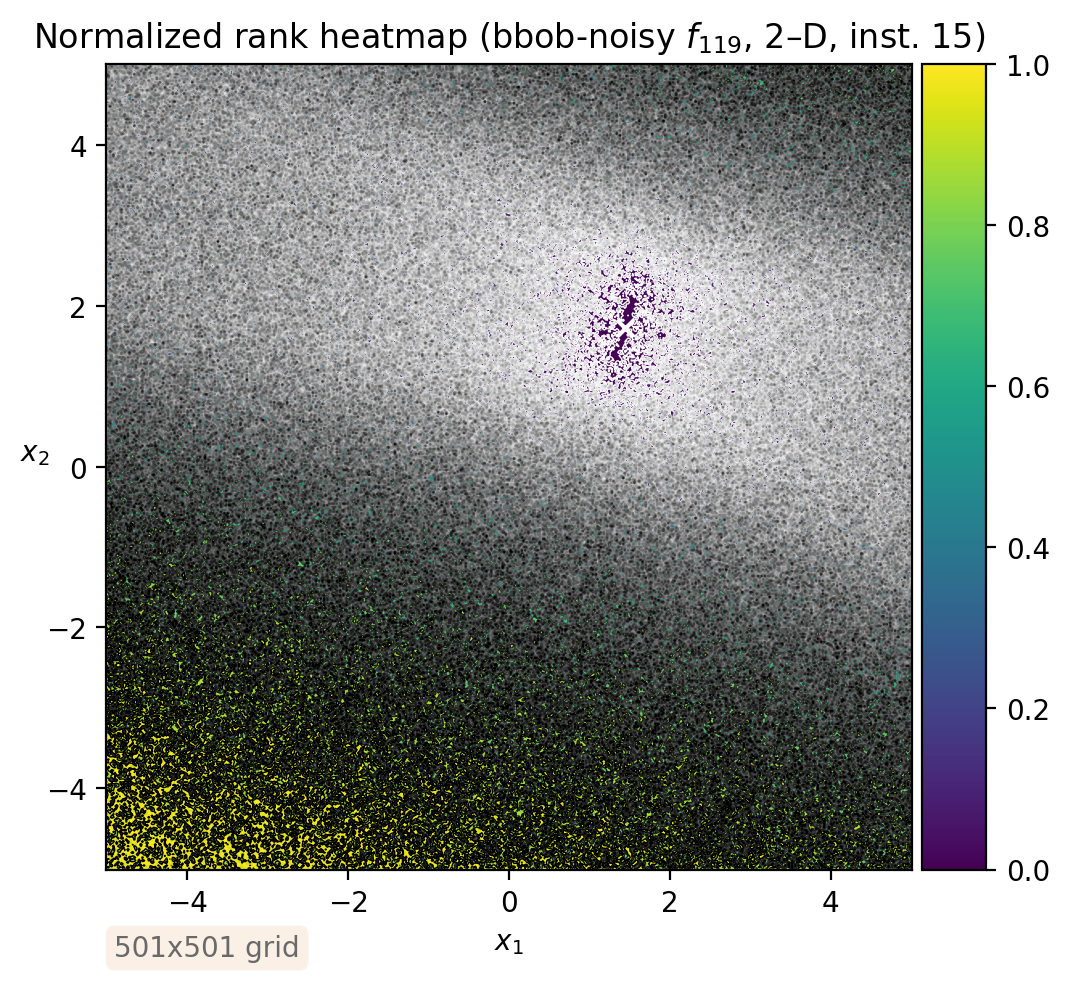 Normalized rank heatmap (bbob-noisy f₁₁₉, 2–D, inst. 15)
1.0
0.8
0.6
0.4
0.2
0.0
4
2
0
−2
−4
x₂
−4 −2 0 2 4
x₁
501x501 grid